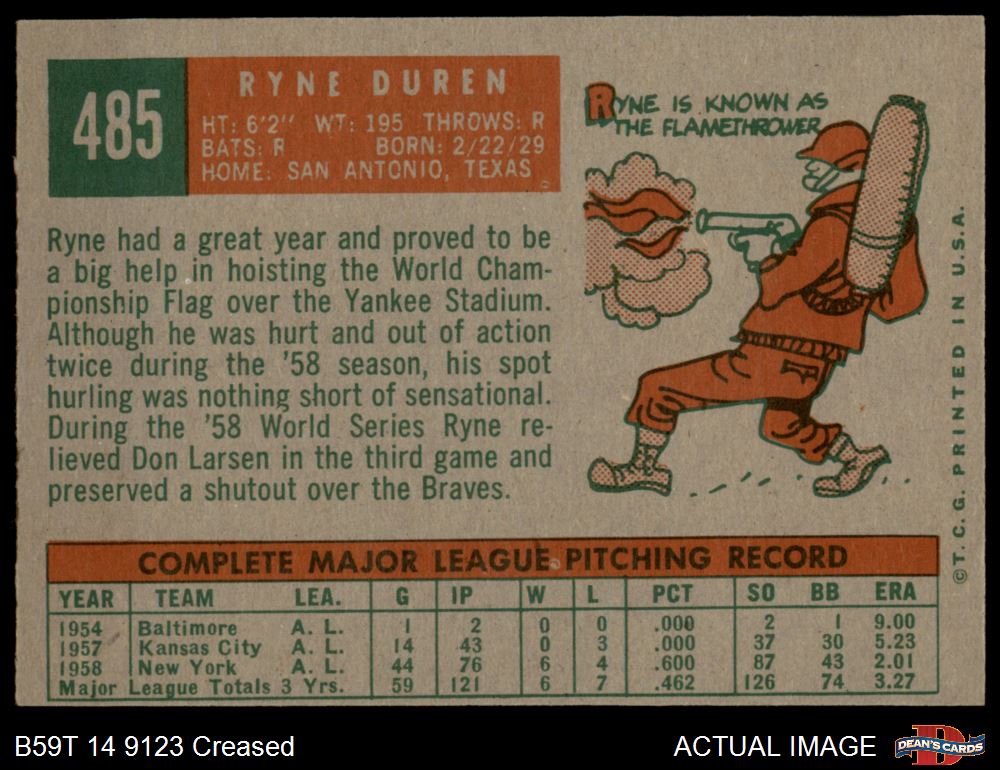 485
RYNE DUREN
HT: 6'2" WT: 195 THROWS: R
BATS: R BORN: 2/22/29
HOME: SAN ANTONIO, TEXAS
Ryne had a great year and proved to be
a big help in hoisting the World Cham-
pionship Flag over the Yankee Stadium.
Although he was hurt and out of action
twice during the '58 season, his spot
hurling was nothing short of sensational.
During the '58 World Series Ryne re-
lieved Don Larsen in the third game and
preserved a shutout over the Braves.
RYNE IS KNOWN AS
THE FLAMETHROWER
COMPLETE MAJOR LEAGUE PITCHING RECORD
YEAR TEAM LEA. G IP W L PCT SO BB ERA
1954 Baltimore A. L. 1 2 0 0 .000 2 1 9.00
1957 Kansas City A. L. 14 43 0 3 .000 37 30 5.23
1958 New York A. L. 44 76 6 4 .600 87 43 2.01
Major League Totals 3 Yrs. 59 121 6 7 .462 126 74 3.27
© T. C. G. PRINTED IN U.S.A.
B59T 14 9123 Creased
ACTUAL IMAGE
D
DEAN'S CARDS